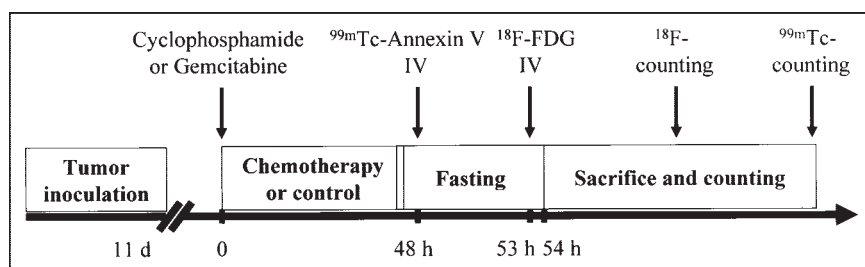 Cyclophosphamide
or Gemcitabine
99mTc-Annexin V
IV
18F-FDG
IV
18F-
counting
99mTc-
counting
Tumor
inoculation
Chemotherapy
or control
Fasting
Sacrifice and counting
11 d
0
48 h
53 h
54 h